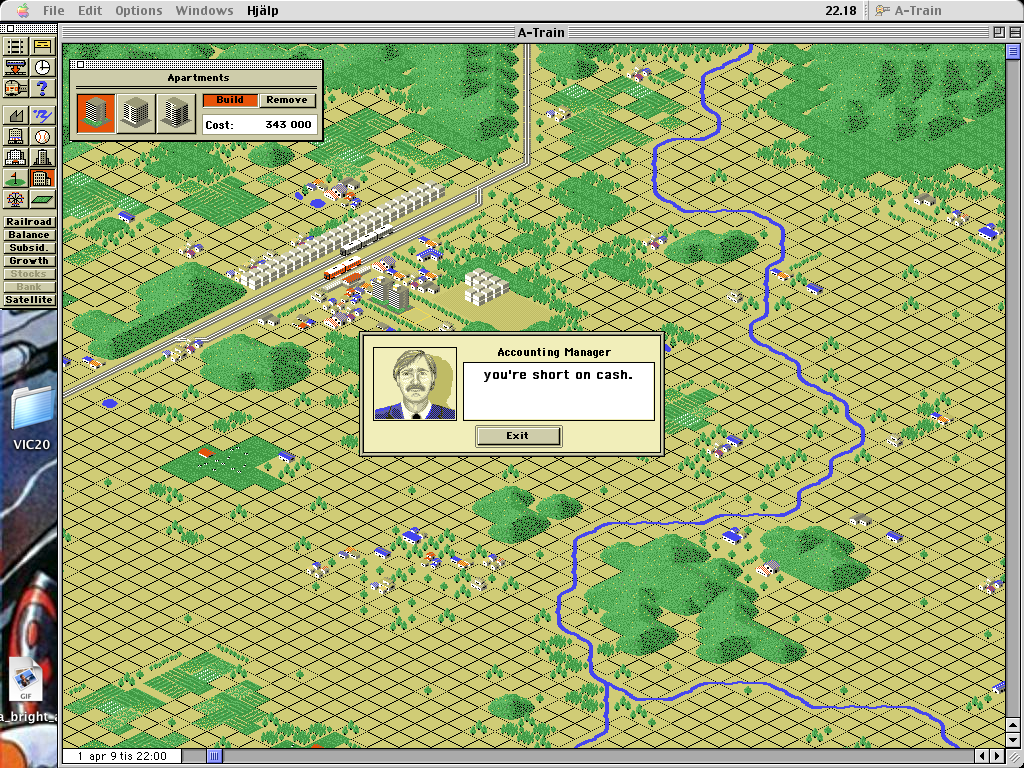 File Edit Options Windows Hjälp 22.18 A-Train
A-Train
Apartments
Build Remove
Cost: 343 000
Railroad
Balance
Subsid.
Growth
Stocks
Bank
Satellite
Accounting Manager
you're short on cash.
Exit
VIC20
GIF
a_bright_a
1 apr 9 tis 22:00